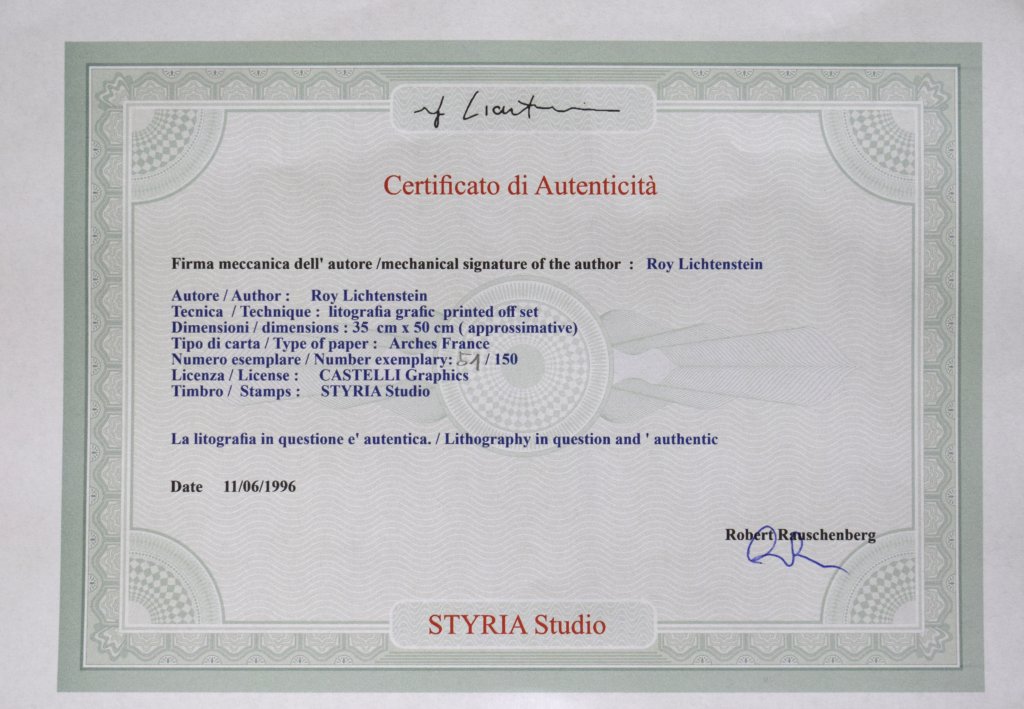 rf Lichtenstein
Certificato di Autenticità
Firma meccanica dell' autore /mechanical signature of the author : Roy Lichtenstein
Autore / Author : Roy Lichtenstein
Tecnica / Technique : litografia grafic printed off set
Dimensioni / dimensions : 35 cm x 50 cm ( approssimative)
Tipo di carta / Type of paper : Arches France
Numero esemplare / Number exemplary: 51 / 150
Licenza / License : CASTELLI Graphics
Timbro / Stamps : STYRIA Studio
La litografia in questione e' autentica. / Lithography in question and ' authentic
Date 11/06/1996
Robert Rauschenberg
STYRIA Studio